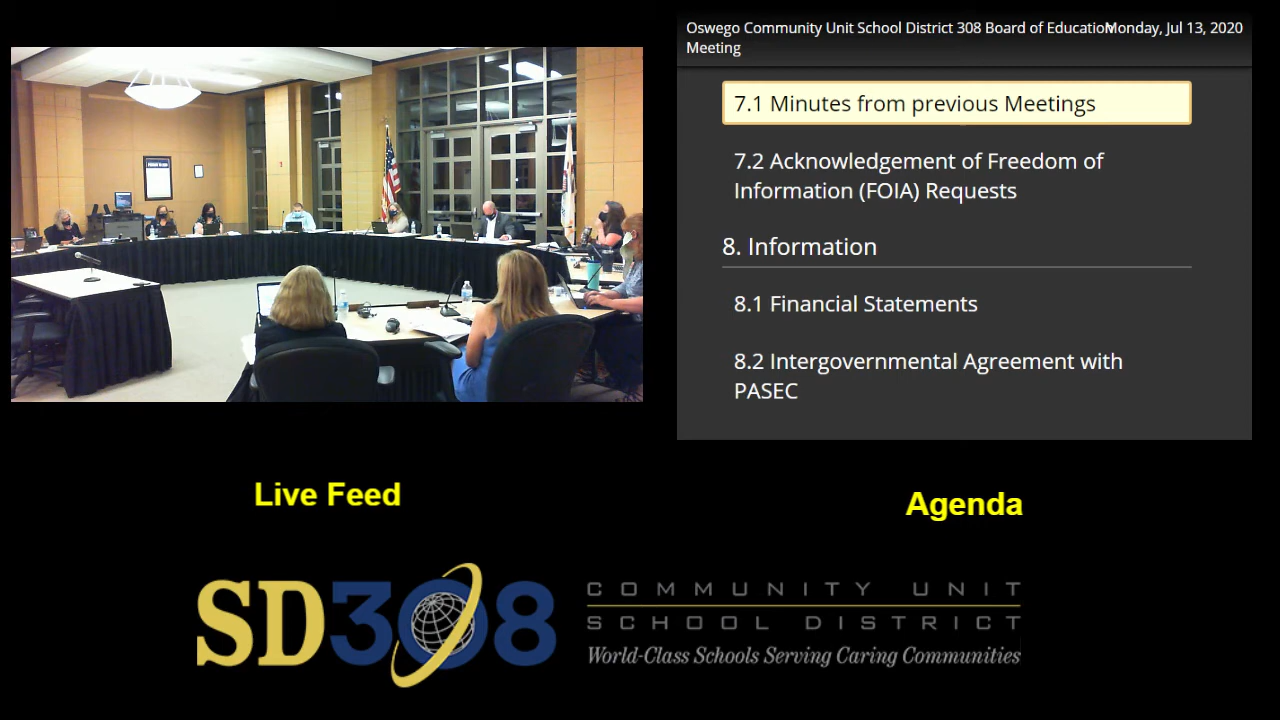 Oswego Community Unit School District 308 Board of Education
Meeting
Monday, Jul 13, 2020
7.1 Minutes from previous Meetings
7.2 Acknowledgement of Freedom of
Information (FOIA) Requests
8. Information
8.1 Financial Statements
8.2 Intergovernmental Agreement with
PASEC
Live Feed
Agenda
SD308
COMMUNITY UNIT
SCHOOL DISTRICT
World-Class Schools Serving Caring Communities